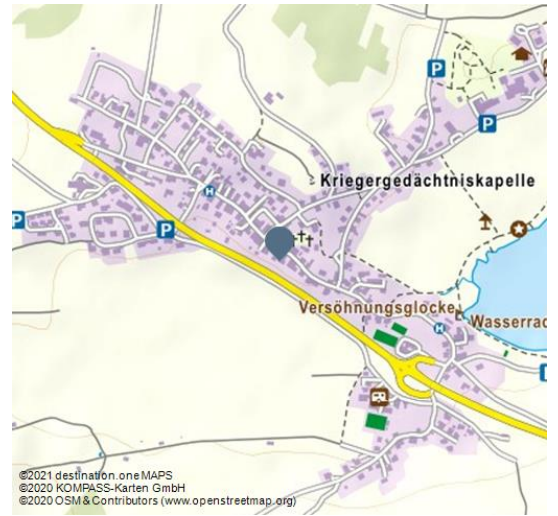 P
P
H
Kriegergedächtniskapelle
P
P
Versöhnungsglocke
H
Wasserrad
©2021 destination.one MAPS
©2020 KOMPASS-Karten GmbH
©2020 OSM & Contributors (www.openstreetmap.org)